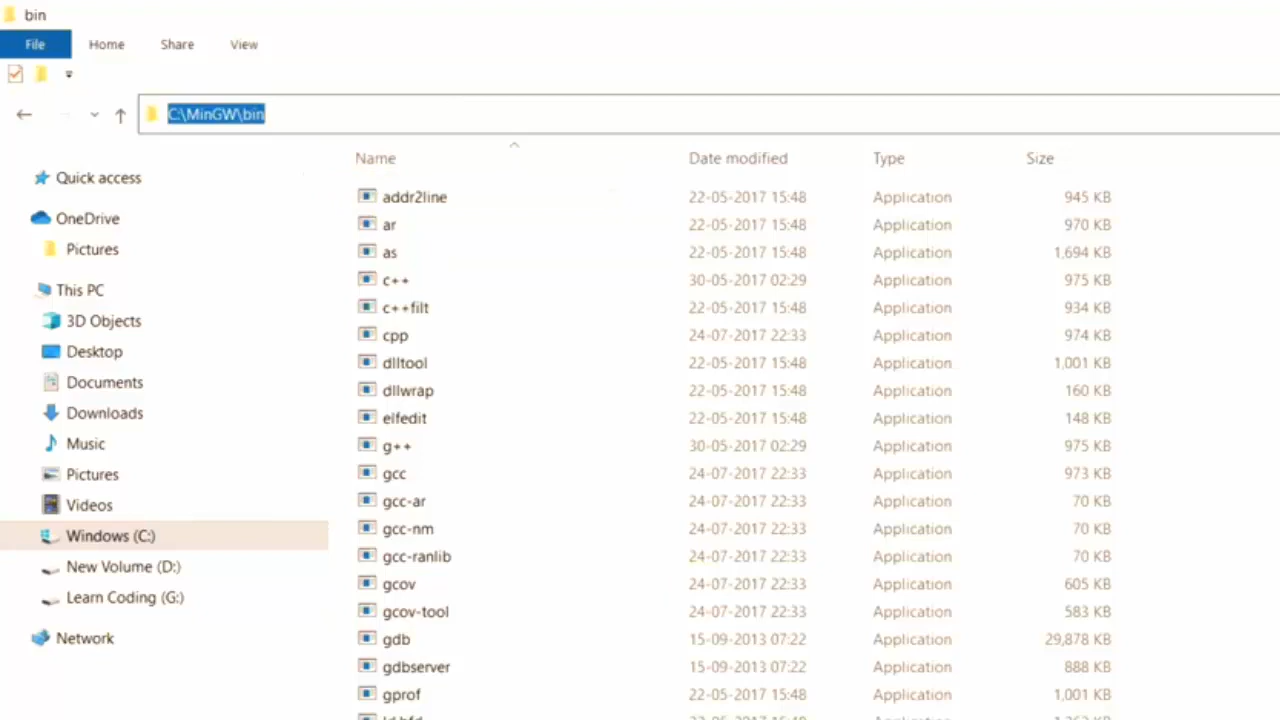 bin
File Home Share View
C:\MinGW\bin
Name Date modified Type Size
Quick access
OneDrive
Pictures
This PC
3D Objects
Desktop
Documents
Downloads
Music
Pictures
Videos
Windows (C:)
New Volume (D:)
Learn Coding (G:)
Network
addr2line 22-05-2017 15:48 Application 945 KB
ar 22-05-2017 15:48 Application 970 KB
as 22-05-2017 15:48 Application 1,694 KB
c++ 30-05-2017 02:29 Application 975 KB
c++filt 22-05-2017 15:48 Application 934 KB
cpp 24-07-2017 22:33 Application 974 KB
dlltool 22-05-2017 15:48 Application 1,001 KB
dllwrap 22-05-2017 15:48 Application 160 KB
elfedit 22-05-2017 15:48 Application 148 KB
g++ 30-05-2017 02:29 Application 975 KB
gcc 24-07-2017 22:33 Application 973 KB
gcc-ar 24-07-2017 22:33 Application 70 KB
gcc-nm 24-07-2017 22:33 Application 70 KB
gcc-ranlib 24-07-2017 22:33 Application 70 KB
gcov 24-07-2017 22:33 Application 605 KB
gcov-tool 24-07-2017 22:33 Application 583 KB
gdb 15-09-2013 07:22 Application 29,878 KB
gdbserver 15-09-2013 07:22 Application 888 KB
gprof 22-05-2017 15:48 Application 1,001 KB